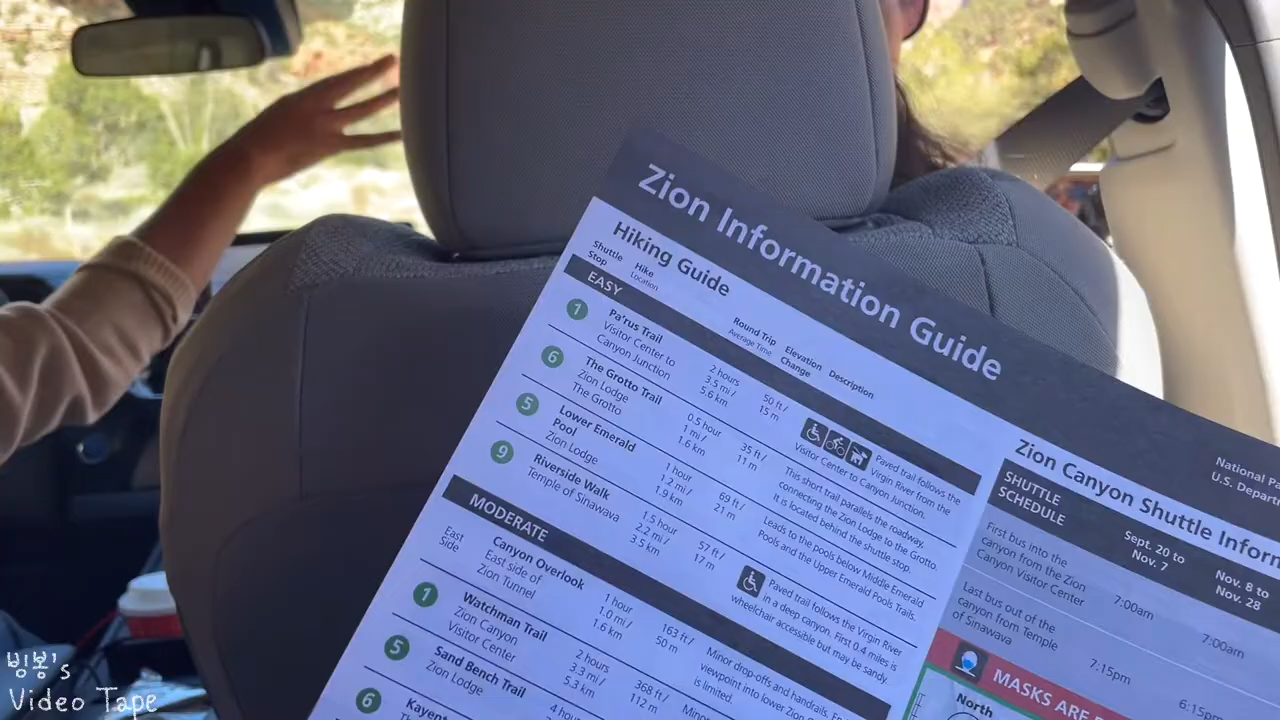 Zion Information Guide
Hiking Guide
Shuttle
Stop
Hike
Location
Round Trip
Average Time
Elevation
Change
Description
EASY
1
Pa'rus Trail
Visitor Center to
Canyon Junction
2 hours
3.5 mi /
5.6 km
50 ft /
15 m
Paved trail follows the
Virgin River from the
Visitor Center to Canyon Junction.
6
The Grotto Trail
Zion Lodge
The Grotto
0.5 hour
1 mi /
1.6 km
35 ft /
11 m
This short trail parallels the roadway,
connecting the Zion Lodge to the Grotto.
It is located behind the shuttle stop.
5
Lower Emerald
Pool
Zion Lodge
1 hour
1.2 mi /
1.9 km
69 ft /
21 m
Leads to the pools below Middle Emerald
Pools and the Upper Emerald Pools Trails.
9
Riverside Walk
Temple of Sinawava
1.5 hour
2.2 mi /
3.5 km
57 ft /
17 m
Paved trail follows the Virgin River
in a deep canyon. First 0.4 miles is
wheelchair accessible but may be sandy.
MODERATE
East
Side
Canyon Overlook
East side of
Zion Tunnel
1 hour
1.0 mi /
1.6 km
163 ft /
50 m
Minor drop-offs and handrails.
viewpoint into lower Zion
is limited.
1
Watchman Trail
Zion Canyon
Visitor Center
2 hours
3.3 mi /
5.3 km
368 ft /
112 m
Minor
5
Sand Bench Trail
Zion Lodge
4
6
Kayent
National Pa
U.S. Depart
Zion Canyon Shuttle Inform
SHUTTLE
SCHEDULE
Sept. 20 to
Nov. 7
Nov. 8 to
Nov. 28
First bus into the
canyon from the Zion
Canyon Visitor Center
7:00am
7:00am
Last bus out of the
canyon from Temple
of Sinawava
7:15pm
6:15pm
MASKS ARE
North
빙봉's
Video Tape